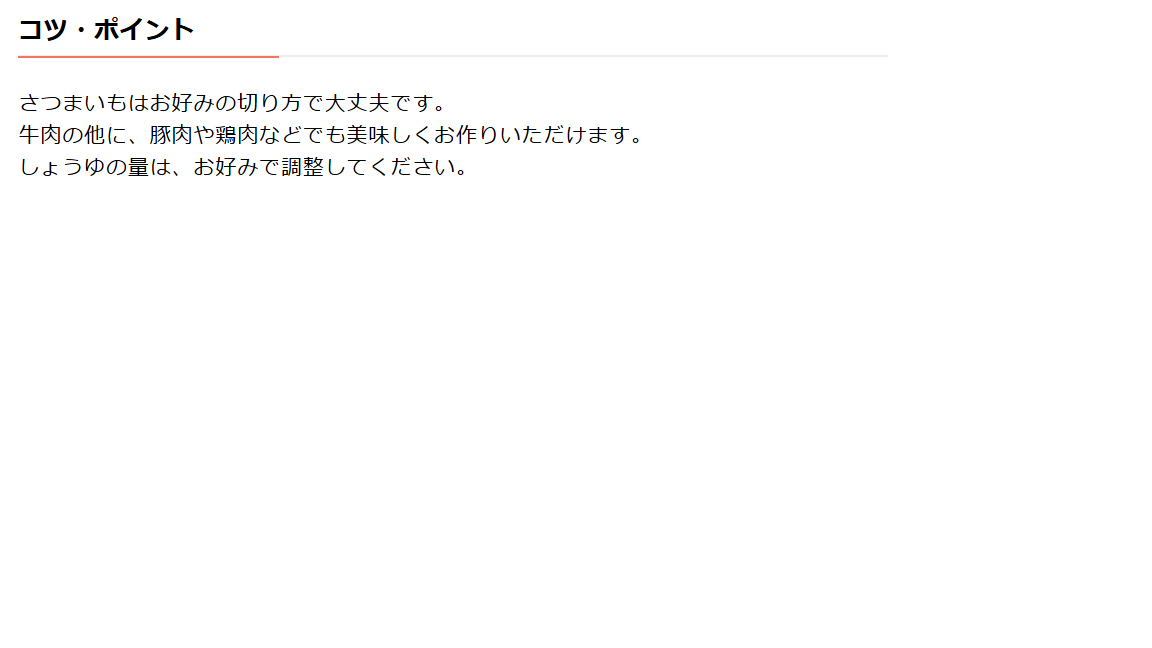 コツ・ポイント
さつまいもはお好みの切り方で大丈夫です。
牛肉の他に、豚肉や鶏肉などでも美味しくお作りいただけます。
しょうゆの量は、お好みで調整してください。